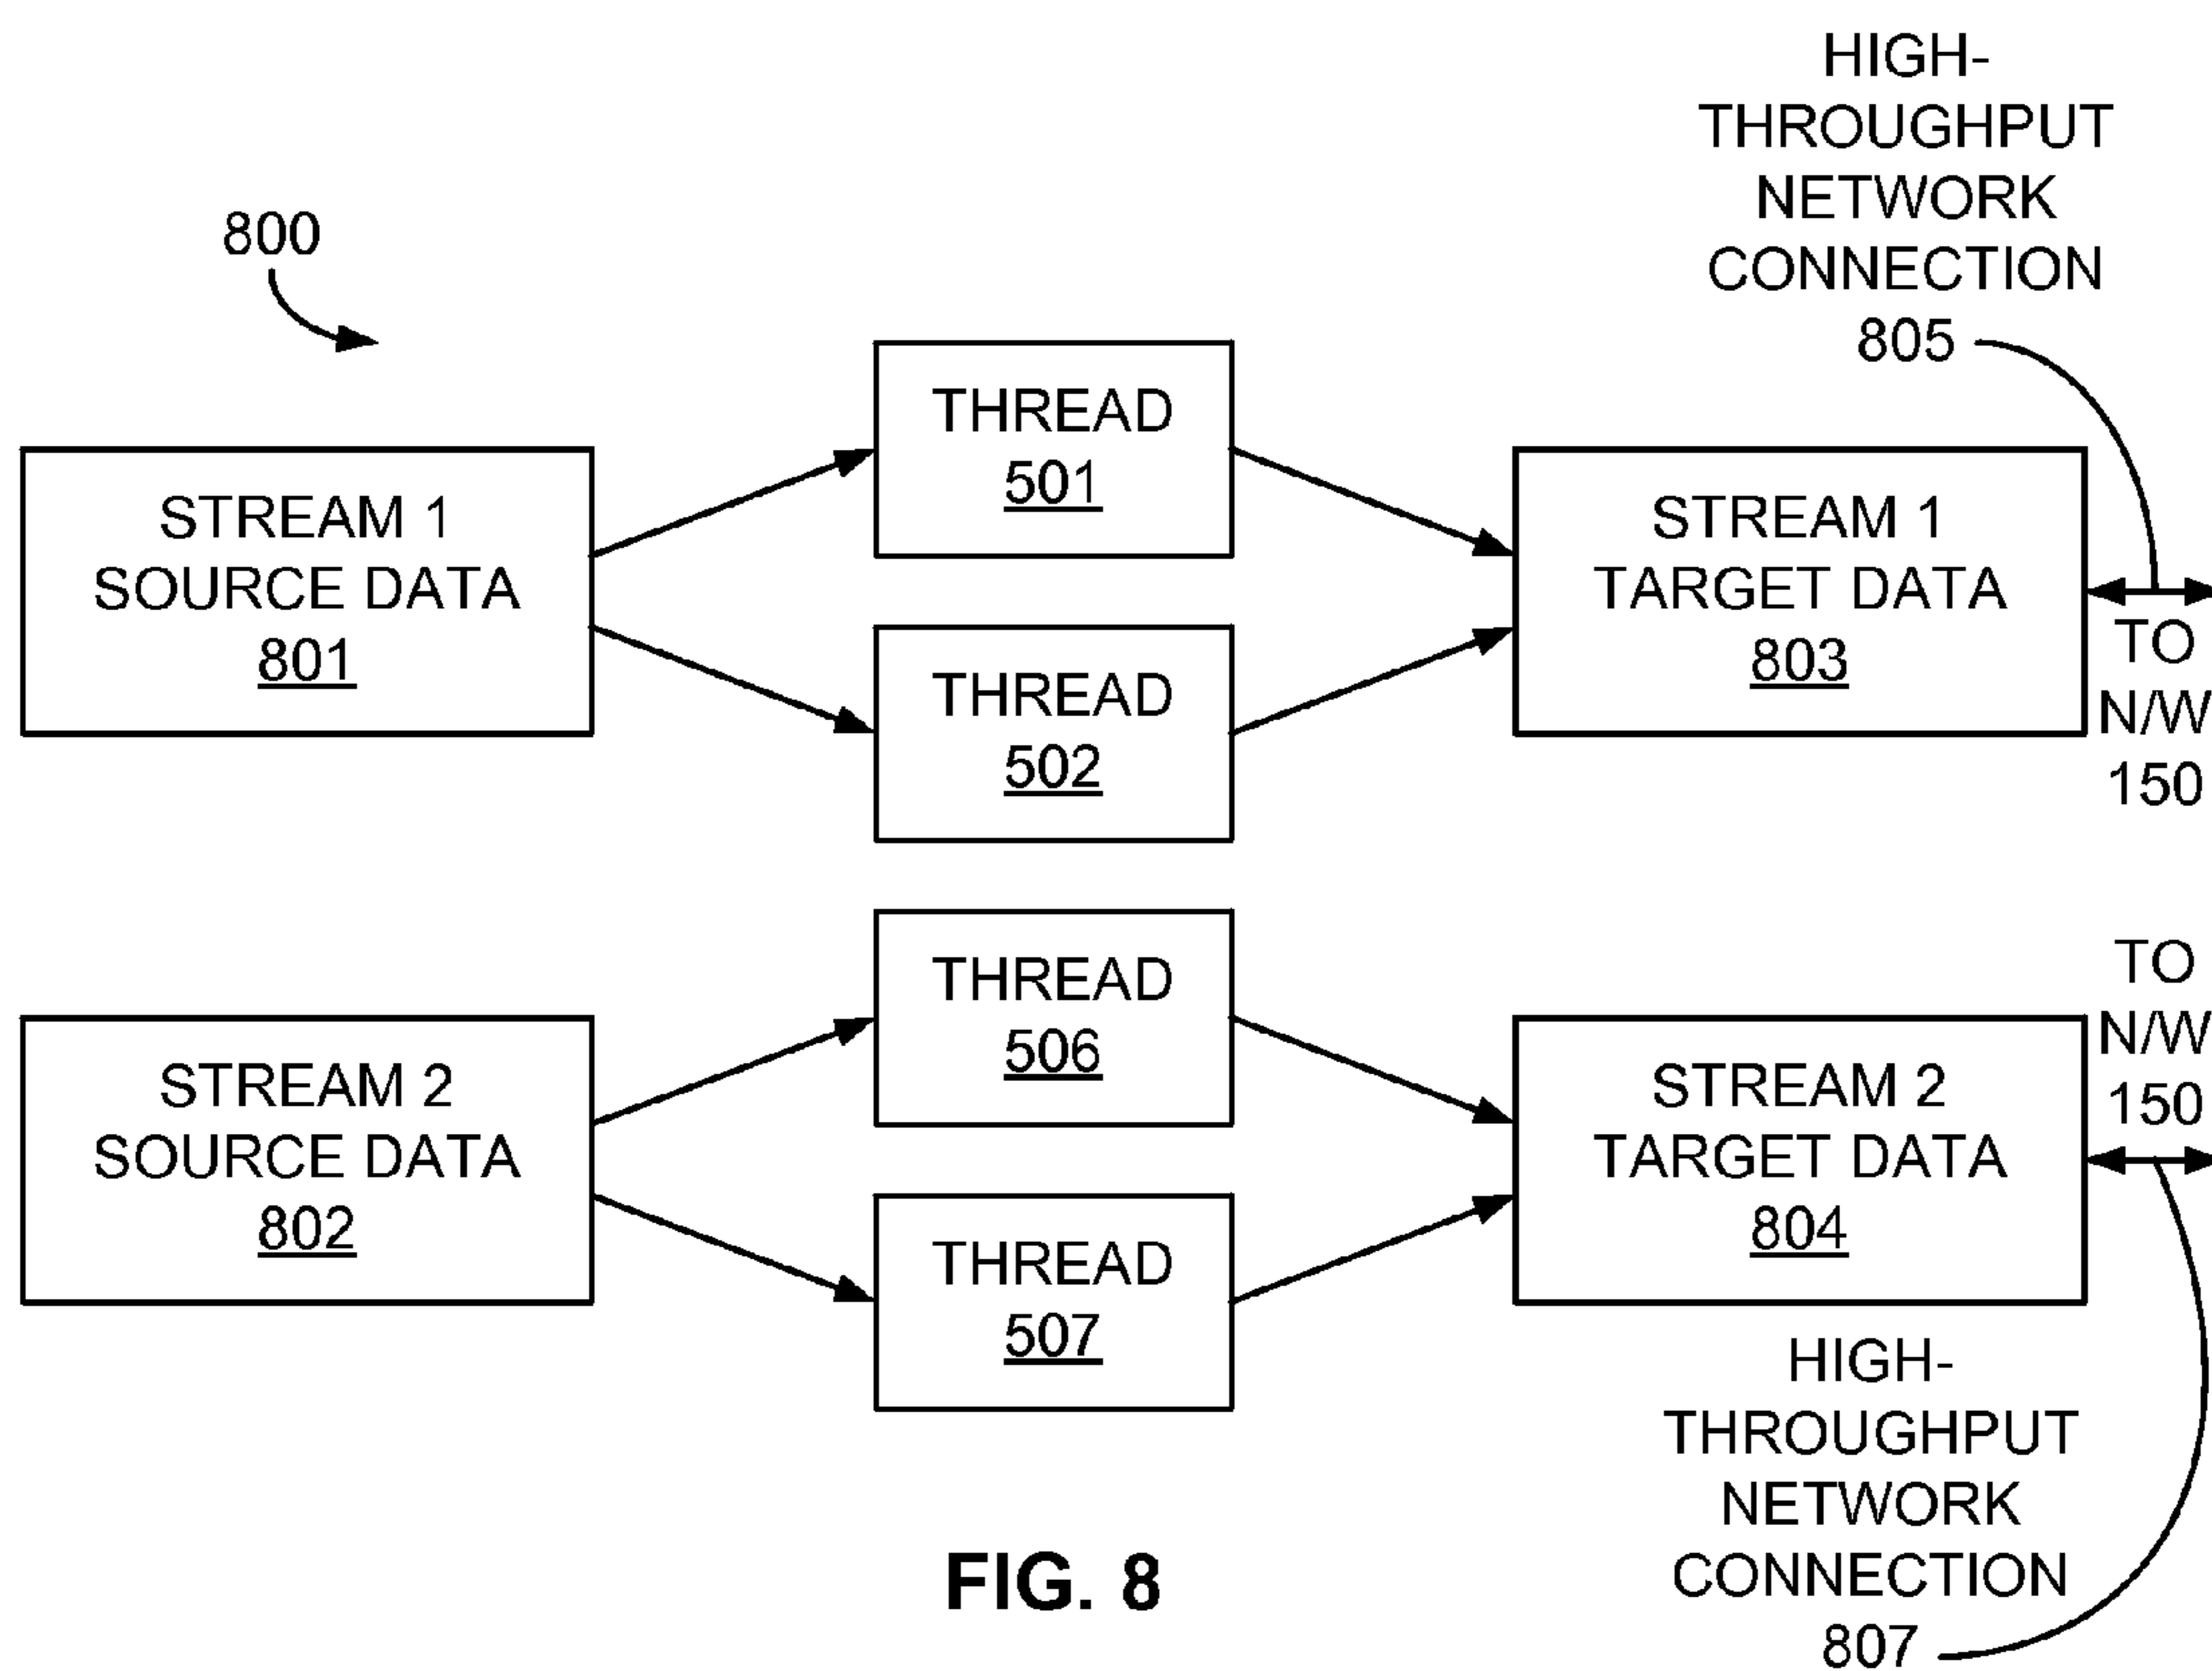 HIGH-
THROUGHPUT
NETWORK
CONNECTION
805
800
STREAM 1
SOURCE DATA
801
THREAD
501
THREAD
502
STREAM 1
TARGET DATA
803
TO
N/W
150
STREAM 2
SOURCE DATA
802
THREAD
506
THREAD
507
STREAM 2
TARGET DATA
804
TO
N/W
150
HIGH-
THROUGHPUT
NETWORK
CONNECTION
807
FIG. 8